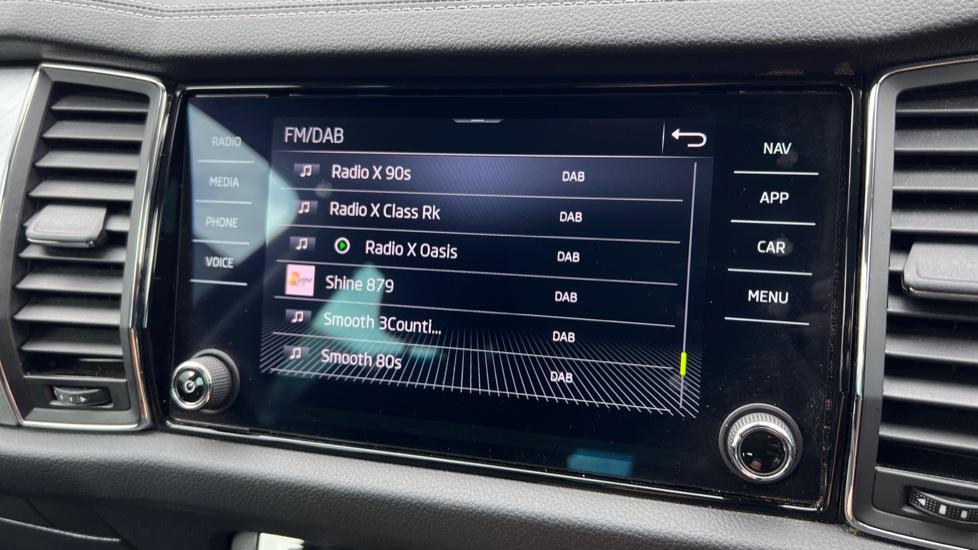 RADIO
MEDIA
PHONE
VOICE
FM/DAB
Radio X 90s DAB
Radio X Class Rk DAB
Radio X Oasis DAB
Shine 879 DAB
Smooth 3Counti... DAB
Smooth 80s DAB
NAV
APP
CAR
MENU